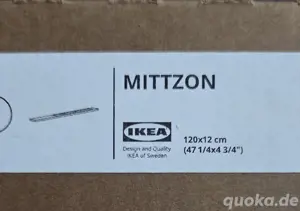 MITTZON
IKEA
Design and Quality
IKEA of Sweden
120x12 cm
(47 1/4x4 3/4")
quoka.de